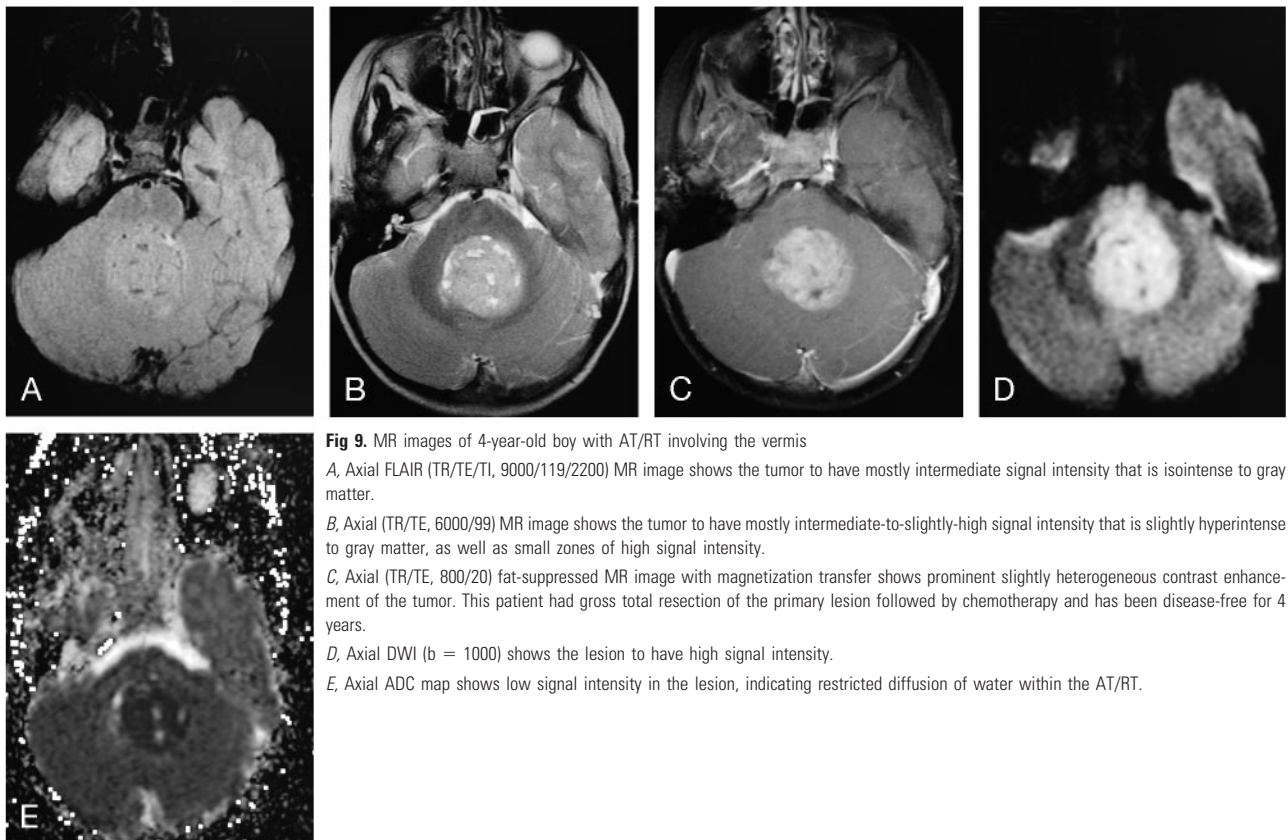 A
B
C
D
E
Fig 9. MR images of 4-year-old boy with AT/RT involving the vermis
A, Axial FLAIR (TR/TE/TI, 9000/119/2200) MR image shows the tumor to have mostly intermediate signal intensity that is isointense to gray
matter.
B, Axial (TR/TE, 6000/99) MR image shows the tumor to have mostly intermediate-to-slightly-high signal intensity that is slightly hyperintense
to gray matter, as well as small zones of high signal intensity.
C, Axial (TR/TE, 800/20) fat-suppressed MR image with magnetization transfer shows prominent slightly heterogeneous contrast enhance-
ment of the tumor. This patient had gross total resection of the primary lesion followed by chemotherapy and has been disease-free for 4
years.
D, Axial DWI (b = 1000) shows the lesion to have high signal intensity.
E, Axial ADC map shows low signal intensity in the lesion, indicating restricted diffusion of water within the AT/RT.